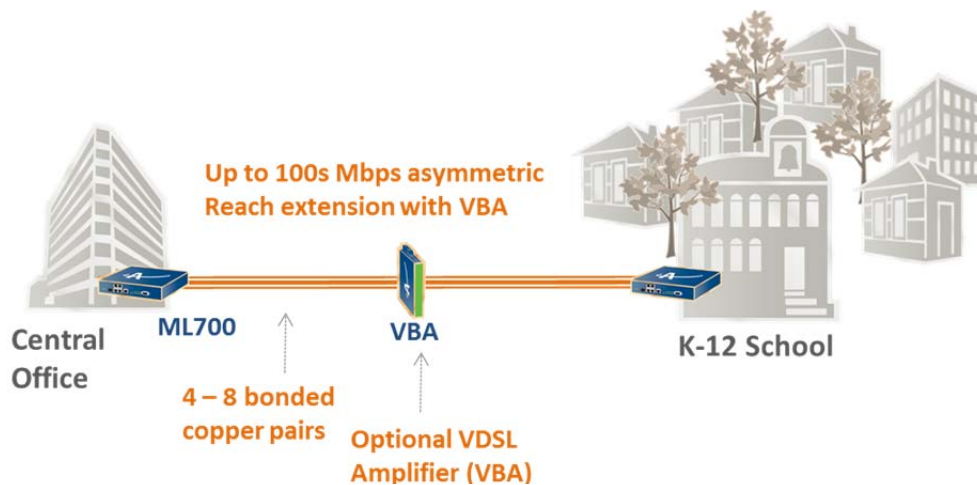 Up to 100s Mbps asymmetric
Reach extension with VBA
ML700
VBA
Central
Office
K-12 School
4 – 8 bonded
copper pairs
Optional VDSL
Amplifier (VBA)